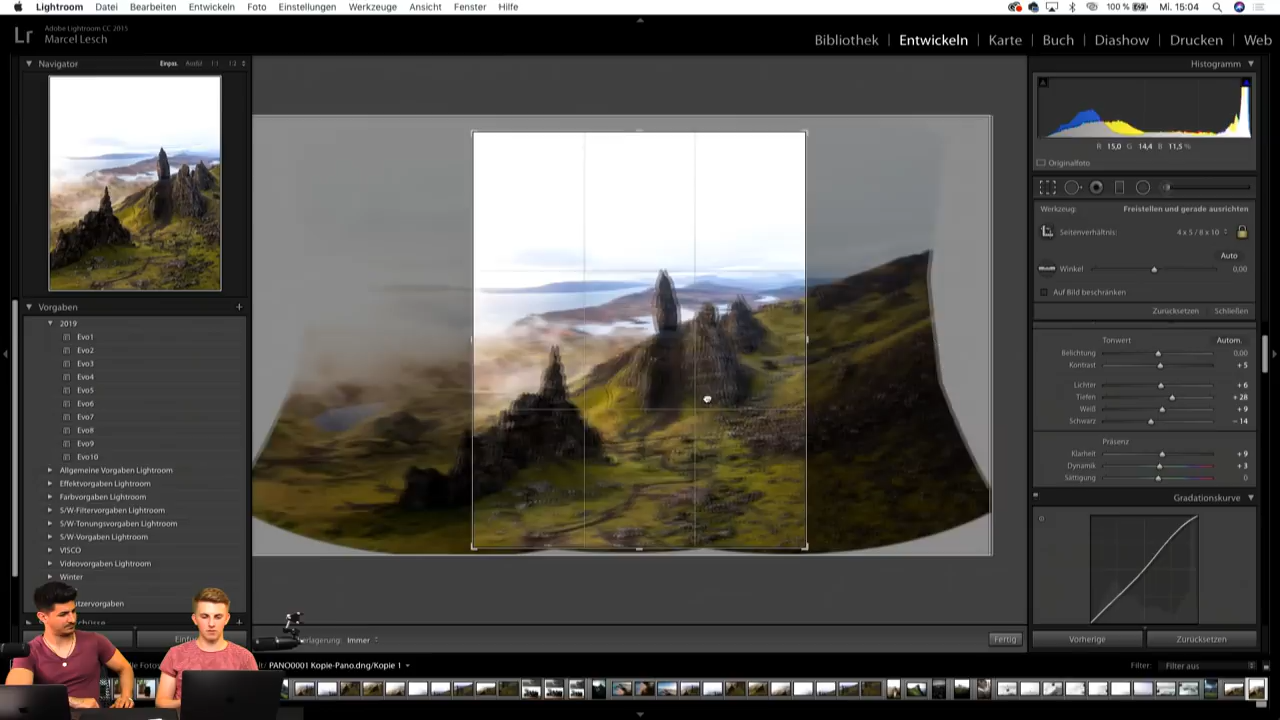 Lightroom Datei Bearbeiten Entwickeln Foto Einstellungen Werkzeuge Ansicht Fenster Hilfe 100 % Mi. 15:04
Lr Adobe Lightroom CC 2015
Marcel Lesch
Bibliothek Entwickeln Karte Buch Diashow Drucken Web
Navigator Einpas. Ausfül 1:1 1:2
Histogramm
R 15,0 G 14,4 B 11,5 %
Originalfoto
Werkzeug: Freistellen und gerade ausrichten
Seitenverhältnis: 4 x 5 / 8 x 10
Auto
Winkel 0,00
Auf Bild beschränken
Zurücksetzen Schließen
Tonwert Autom.
Belichtung 0,00
Kontrast + 5
Lichter + 6
Tiefen + 28
Weiß + 9
Schwarz − 14
Präsenz
Klarheit + 9
Dynamik + 3
Sättigung 0
Gradationskurve
Vorgaben +
2019
Evo1
Evo2
Evo3
Evo4
Evo5
Evo6
Evo7
Evo8
Evo9
Evo10
Allgemeine Vorgaben Lightroom
Effektvorgaben Lightroom
Farbvorgaben Lightroom
S/W-Filtervorgaben Lightroom
S/W-Tonungsvorgaben Lightroom
S/W-Vorgaben Lightroom
VISCO
Videovorgaben Lightroom
Winter
Immer Fertig
Vorherige Zurücksetzen
PANO0001 Kopie-Pano.dng/Kopie 1
Filter: Filter aus